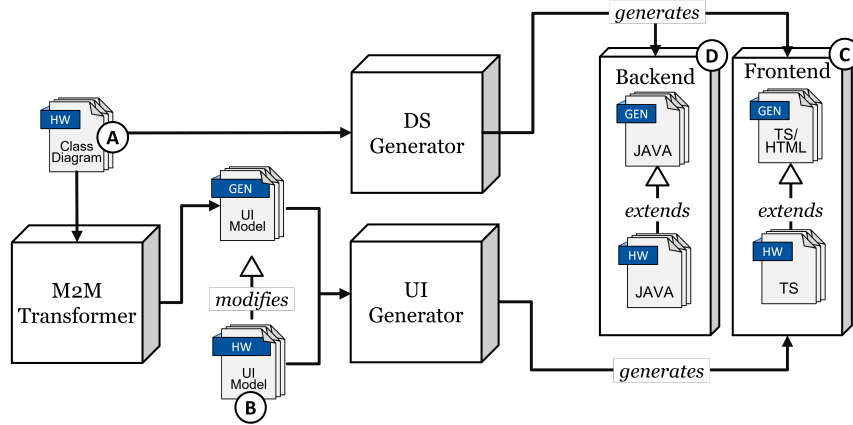 generates
D
C
Backend
Frontend
HW
Class
Diagram
A
DS
Generator
GEN
JAVA
GEN
TS/
HTML
GEN
UI
Model
extends
extends
M2M
Transformer
modifies
UI
Generator
HW
JAVA
HW
TS
HW
UI
Model
B
generates